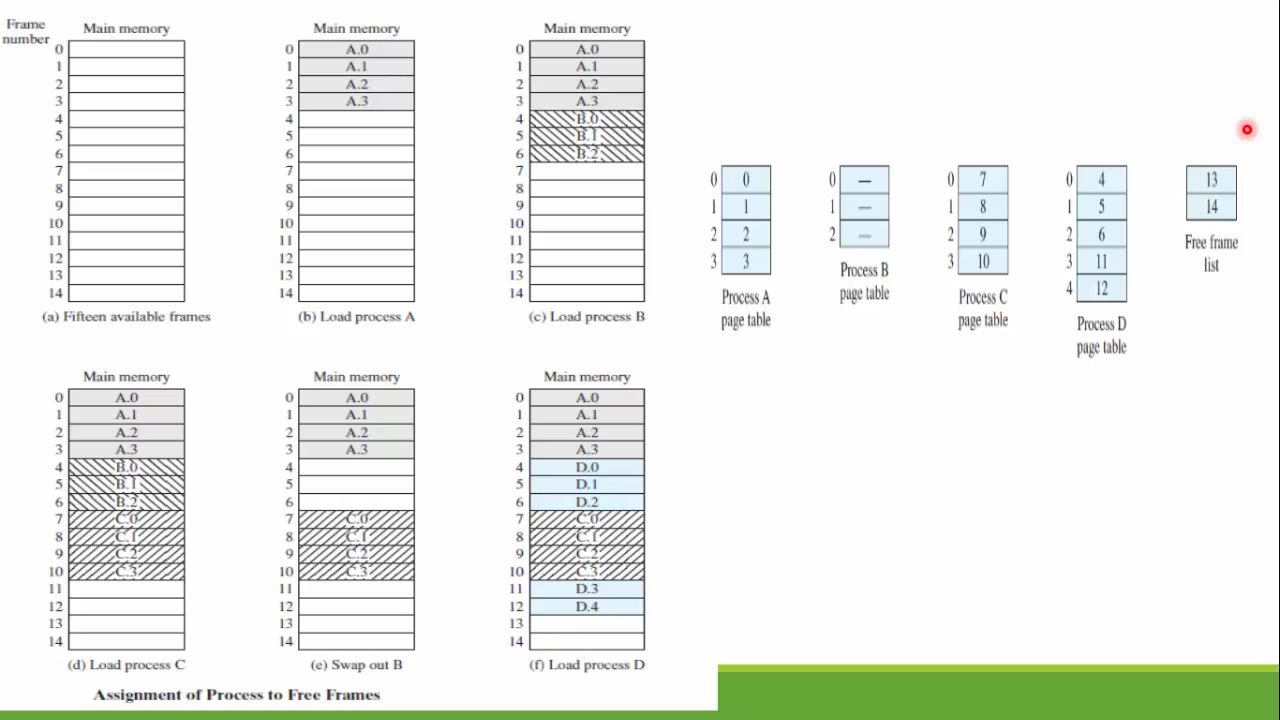 Frame
number
Main memory
0
1
2
3
4
5
6
7
8
9
10
11
12
13
14
(a) Fifteen available frames
Main memory
0 A.0
1 A.1
2 A.2
3 A.3
4
5
6
7
8
9
10
11
12
13
14
(b) Load process A
Main memory
0 A.0
1 A.1
2 A.2
3 A.3
4 B.0
5 B.1
6 B.2
7
8
9
10
11
12
13
14
(c) Load process B
0 0
1 1
2 2
3 3
Process A
page table
0 —
1 —
2 —
Process B
page table
0 7
1 8
2 9
3 10
Process C
page table
0 4
1 5
2 6
3 11
4 12
Process D
page table
13
14
Free frame
list
Main memory
0 A.0
1 A.1
2 A.2
3 A.3
4 B.0
5 B.1
6 B.2
7 C.0
8 C.1
9 C.2
10 C.3
11
12
13
14
(d) Load process C
Main memory
0 A.0
1 A.1
2 A.2
3 A.3
4
5
6
7 C.0
8 C.1
9 C.2
10 C.3
11
12
13
14
(e) Swap out B
Main memory
0 A.0
1 A.1
2 A.2
3 A.3
4 D.0
5 D.1
6 D.2
7 C.0
8 C.1
9 C.2
10 C.3
11 D.3
12 D.4
13
14
(f) Load process D
Assignment of Process to Free Frames